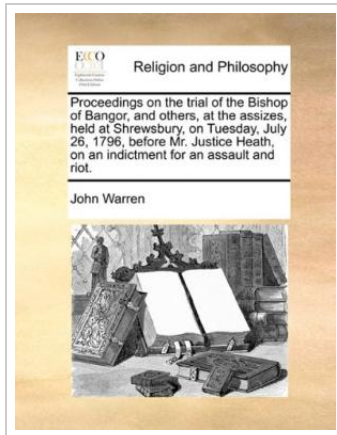 ECCO
Religion and Philosophy
Proceedings on the trial of the Bishop
of Bangor, and others, at the assizes,
held at Shrewsbury, on Tuesday, July
26, 1796, before Mr. Justice Heath,
on an indictment for an assault and
riot.
John Warren